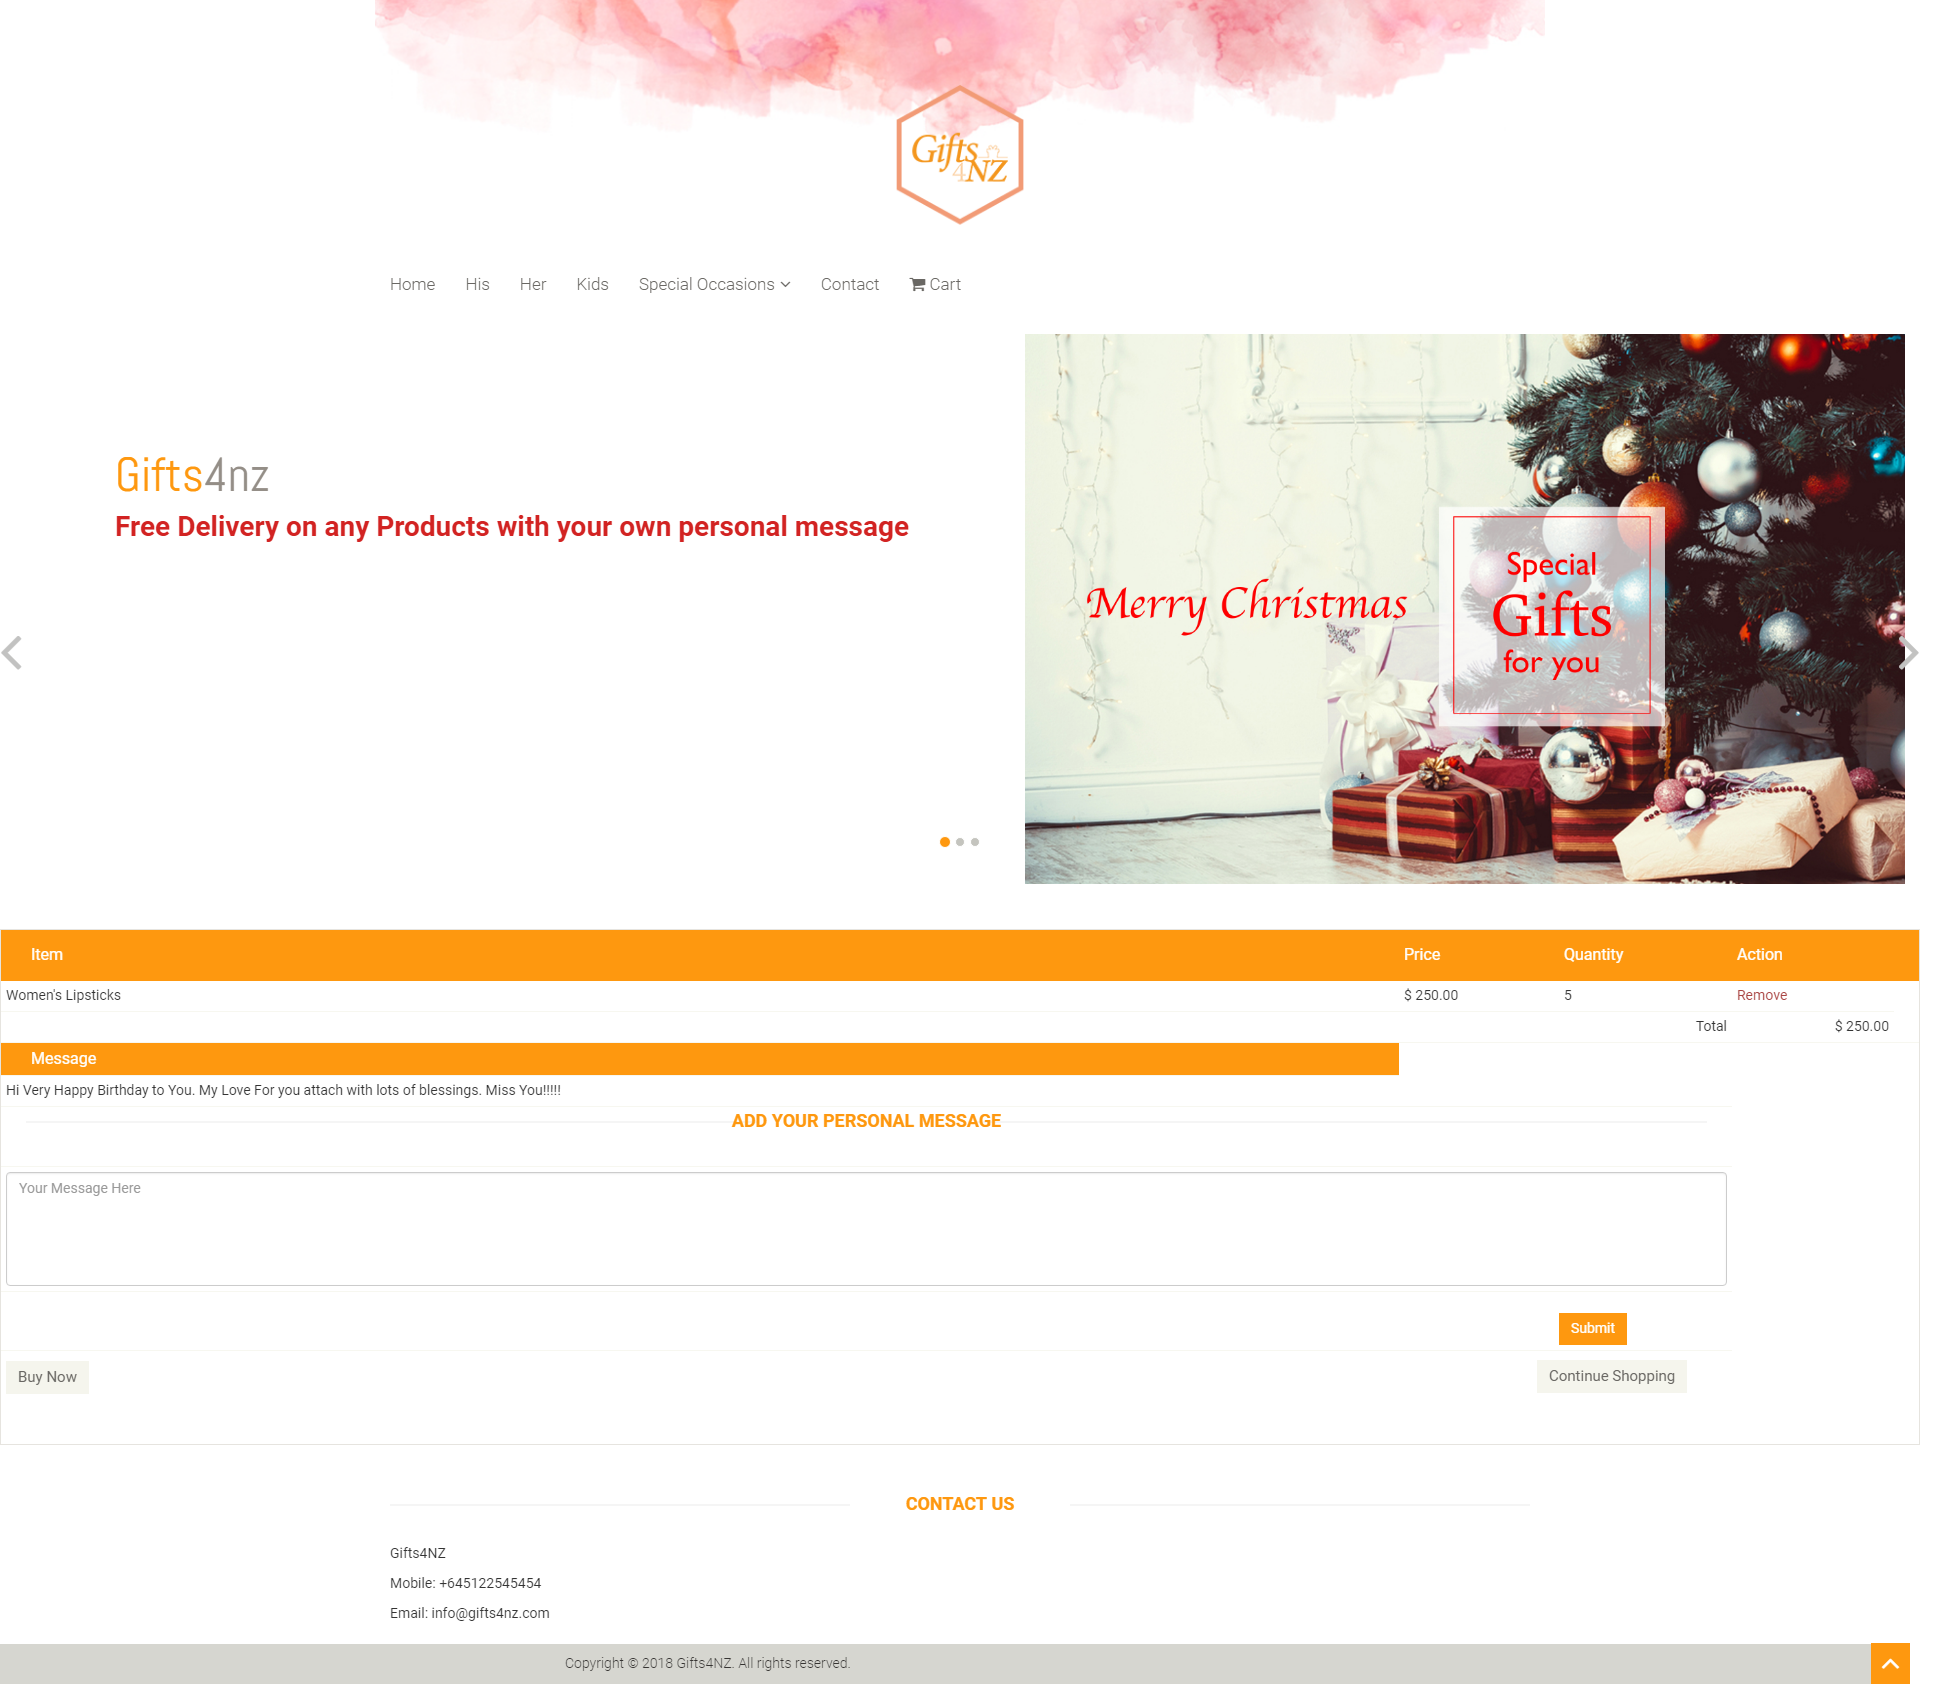 Gifts
4NZ
Home His Her Kids Special Occasions Contact Cart
Gifts4nz
Free Delivery on any Products with your own personal message
Merry Christmas
Special
Gifts
for you
Item Price Quantity Action
Women's Lipsticks $ 250.00 5 Remove
Total $ 250.00
Message
Hi Very Happy Birthday to You. My Love For you attach with lots of blessings. Miss You!!!!!
ADD YOUR PERSONAL MESSAGE
Your Message Here
Submit
Buy Now Continue Shopping
CONTACT US
Gifts4NZ
Mobile: +645122545454
Email: info@gifts4nz.com
Copyright © 2018 Gifts4NZ. All rights reserved.